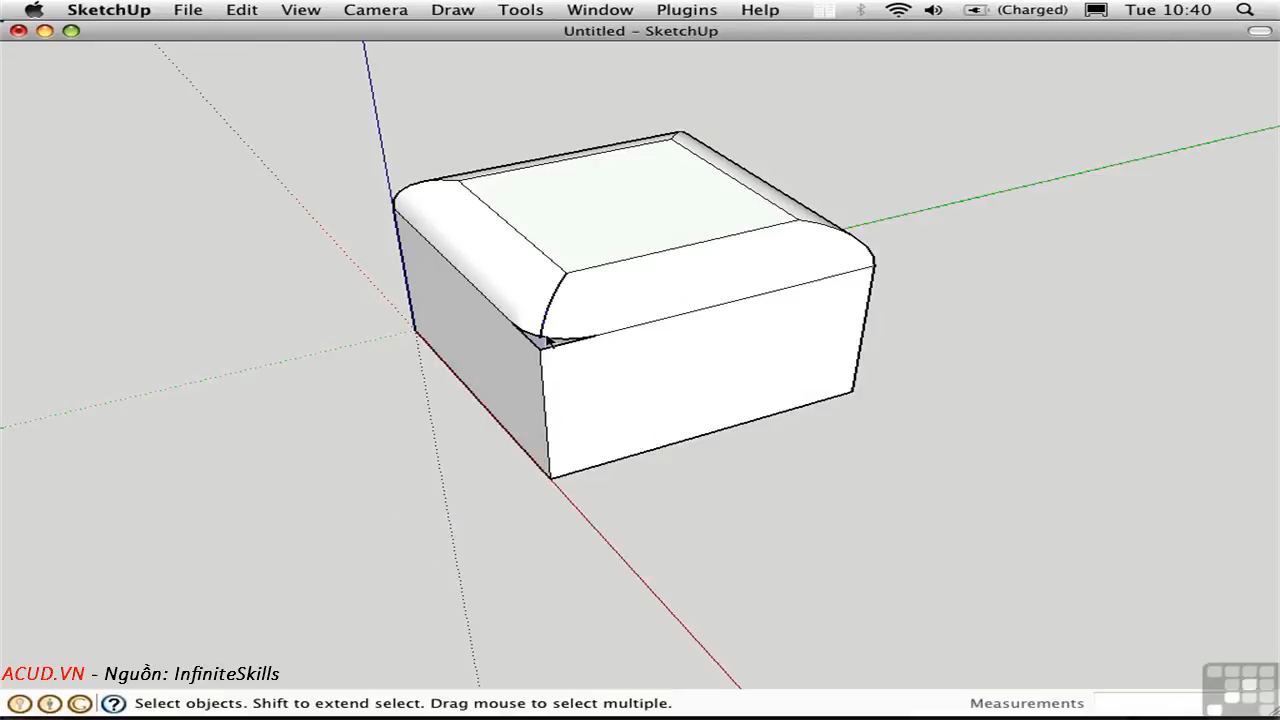 SketchUp File Edit View Camera Draw Tools Window Plugins Help (Charged) Tue 10:40
Untitled - SketchUp
ACUD.VN - Nguồn: InfiniteSkills
Select objects. Shift to extend select. Drag mouse to select multiple. Measurements